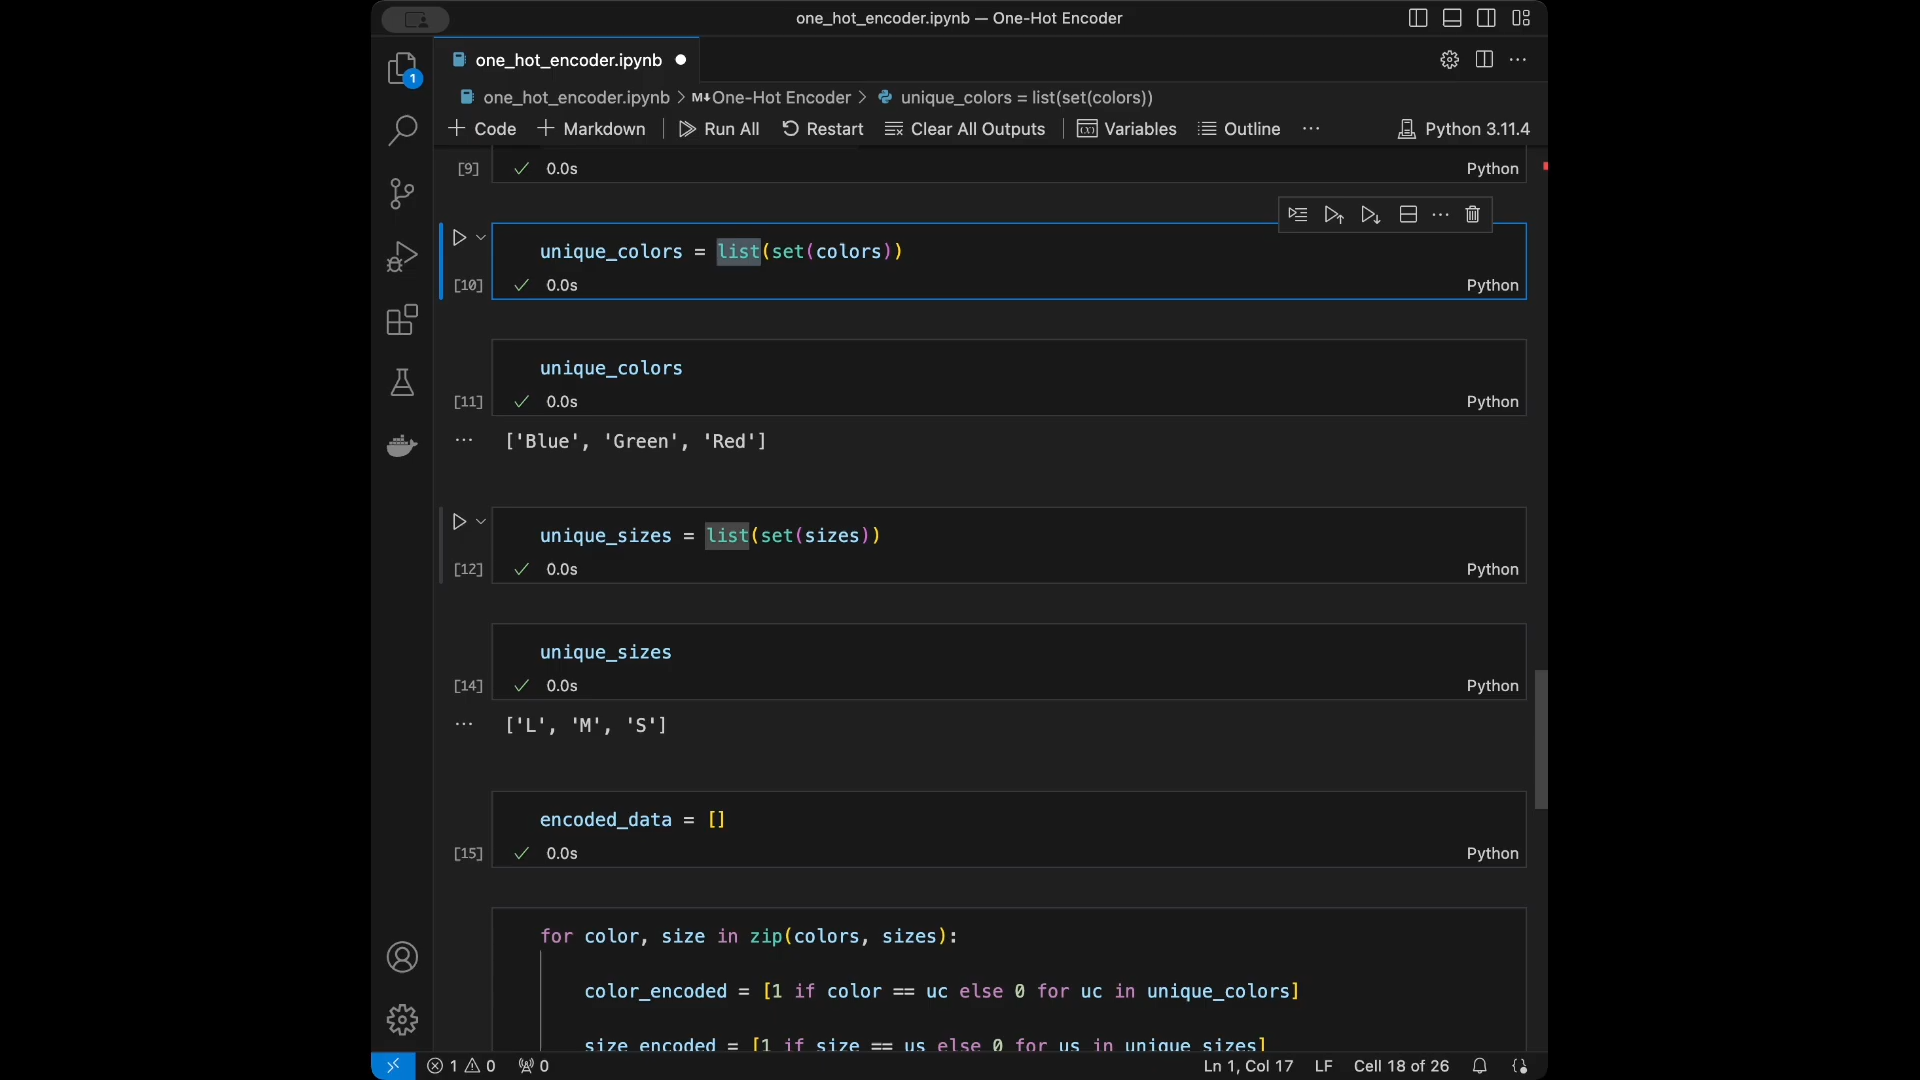 one_hot_encoder.ipynb — One-Hot Encoder
one_hot_encoder.ipynb
one_hot_encoder.ipynb > M↓One-Hot Encoder > unique_colors = list(set(colors))
Code Markdown Run All Restart Clear All Outputs Variables Outline ... Python 3.11.4
1
[9] 0.0s Python
unique_colors = list(set(colors))
[10] 0.0s Python
unique_colors
[11] 0.0s Python
... ['Blue', 'Green', 'Red']
unique_sizes = list(set(sizes))
[12] 0.0s Python
unique_sizes
[14] 0.0s Python
... ['L', 'M', 'S']
encoded_data = []
[15] 0.0s Python
for color, size in zip(colors, sizes):
color_encoded = [1 if color == uc else 0 for uc in unique_colors]
size_encoded = [1 if size == us else 0 for us in unique_sizes]
1 0 0 Ln 1, Col 17 LF Cell 18 of 26